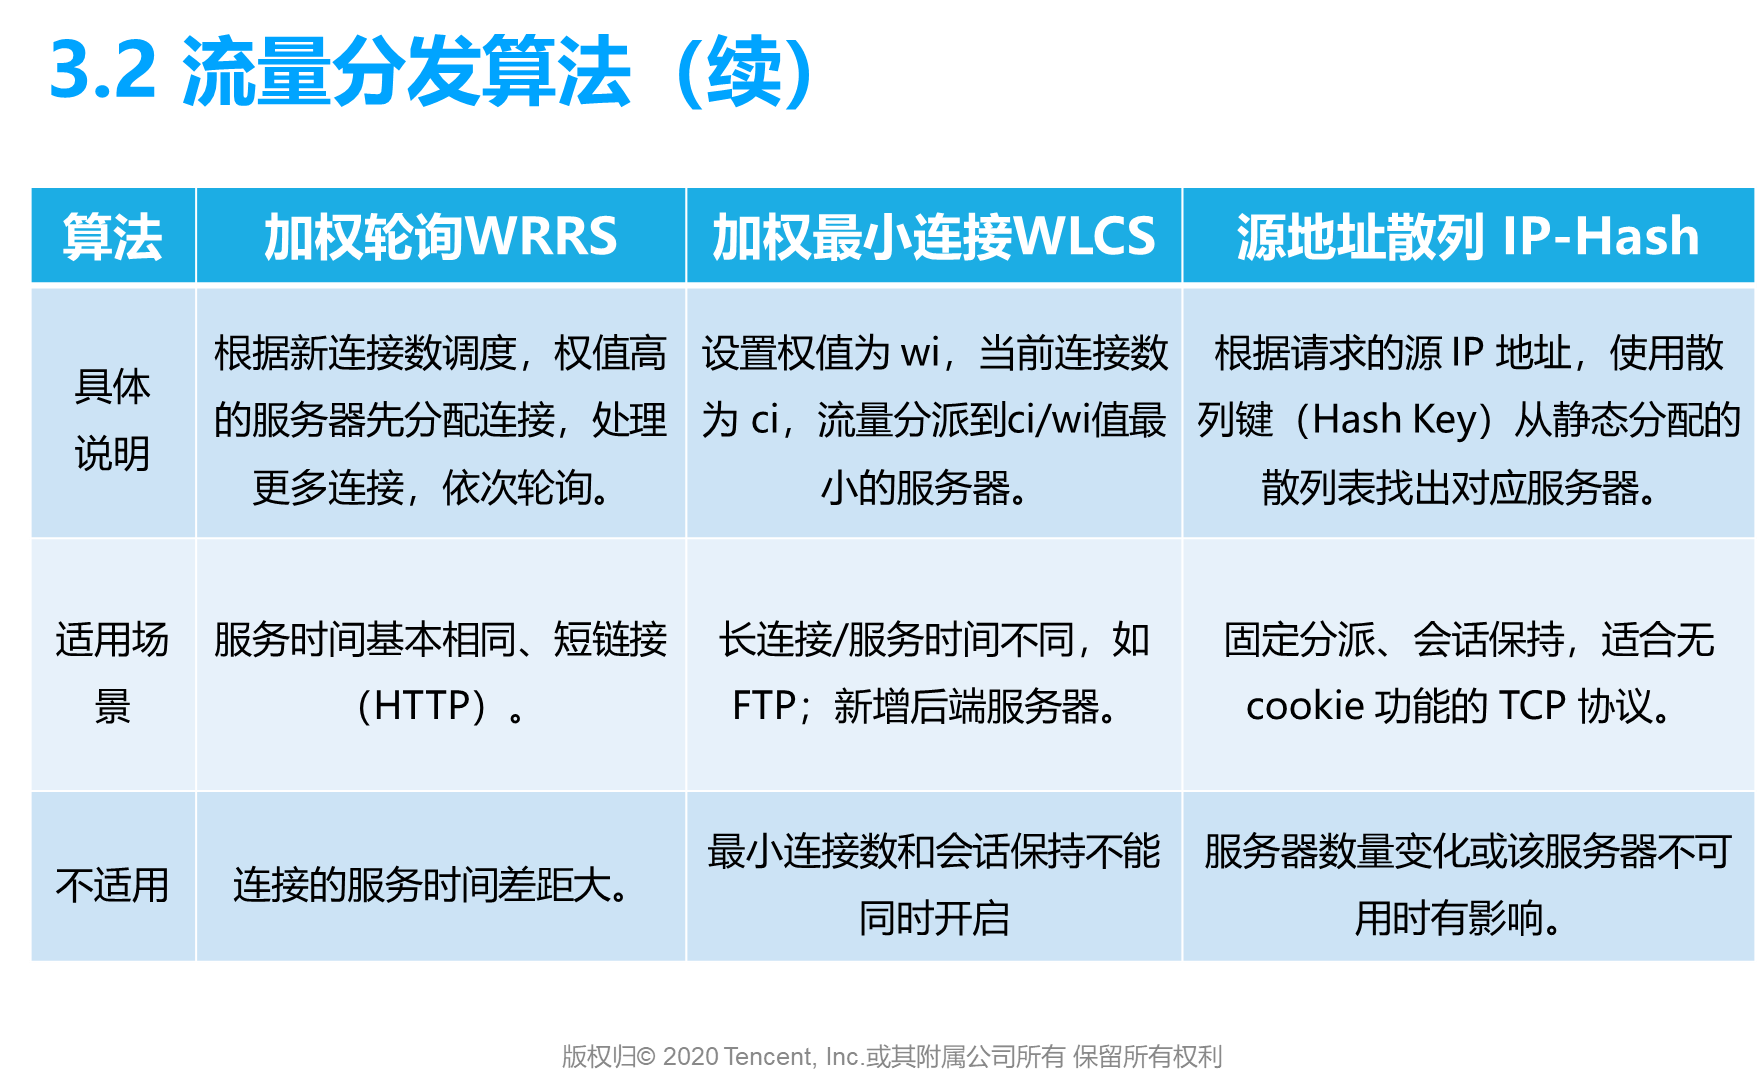 3.2 流量分发算法（续）
算法
加权轮询WRRS
加权最小连接WLCS
源地址散列 IP-Hash
具体
说明
根据新连接数调度，权值高
的服务器先分配连接，处理
更多连接，依次轮询。
设置权值为 wi，当前连接数
为 ci，流量分派到ci/wi值最
小的服务器。
根据请求的源 IP 地址，使用散
列键（Hash Key）从静态分配的
散列表找出对应服务器。
适用场
景
服务时间基本相同、短链接
（HTTP）。
长连接/服务时间不同，如
FTP；新增后端服务器。
固定分派、会话保持，适合无
cookie 功能的 TCP 协议。
不适用
连接的服务时间差距大。
最小连接数和会话保持不能
同时开启
服务器数量变化或该服务器不可
用时有影响。
版权归© 2020 Tencent, Inc.或其附属公司所有 保留所有权利